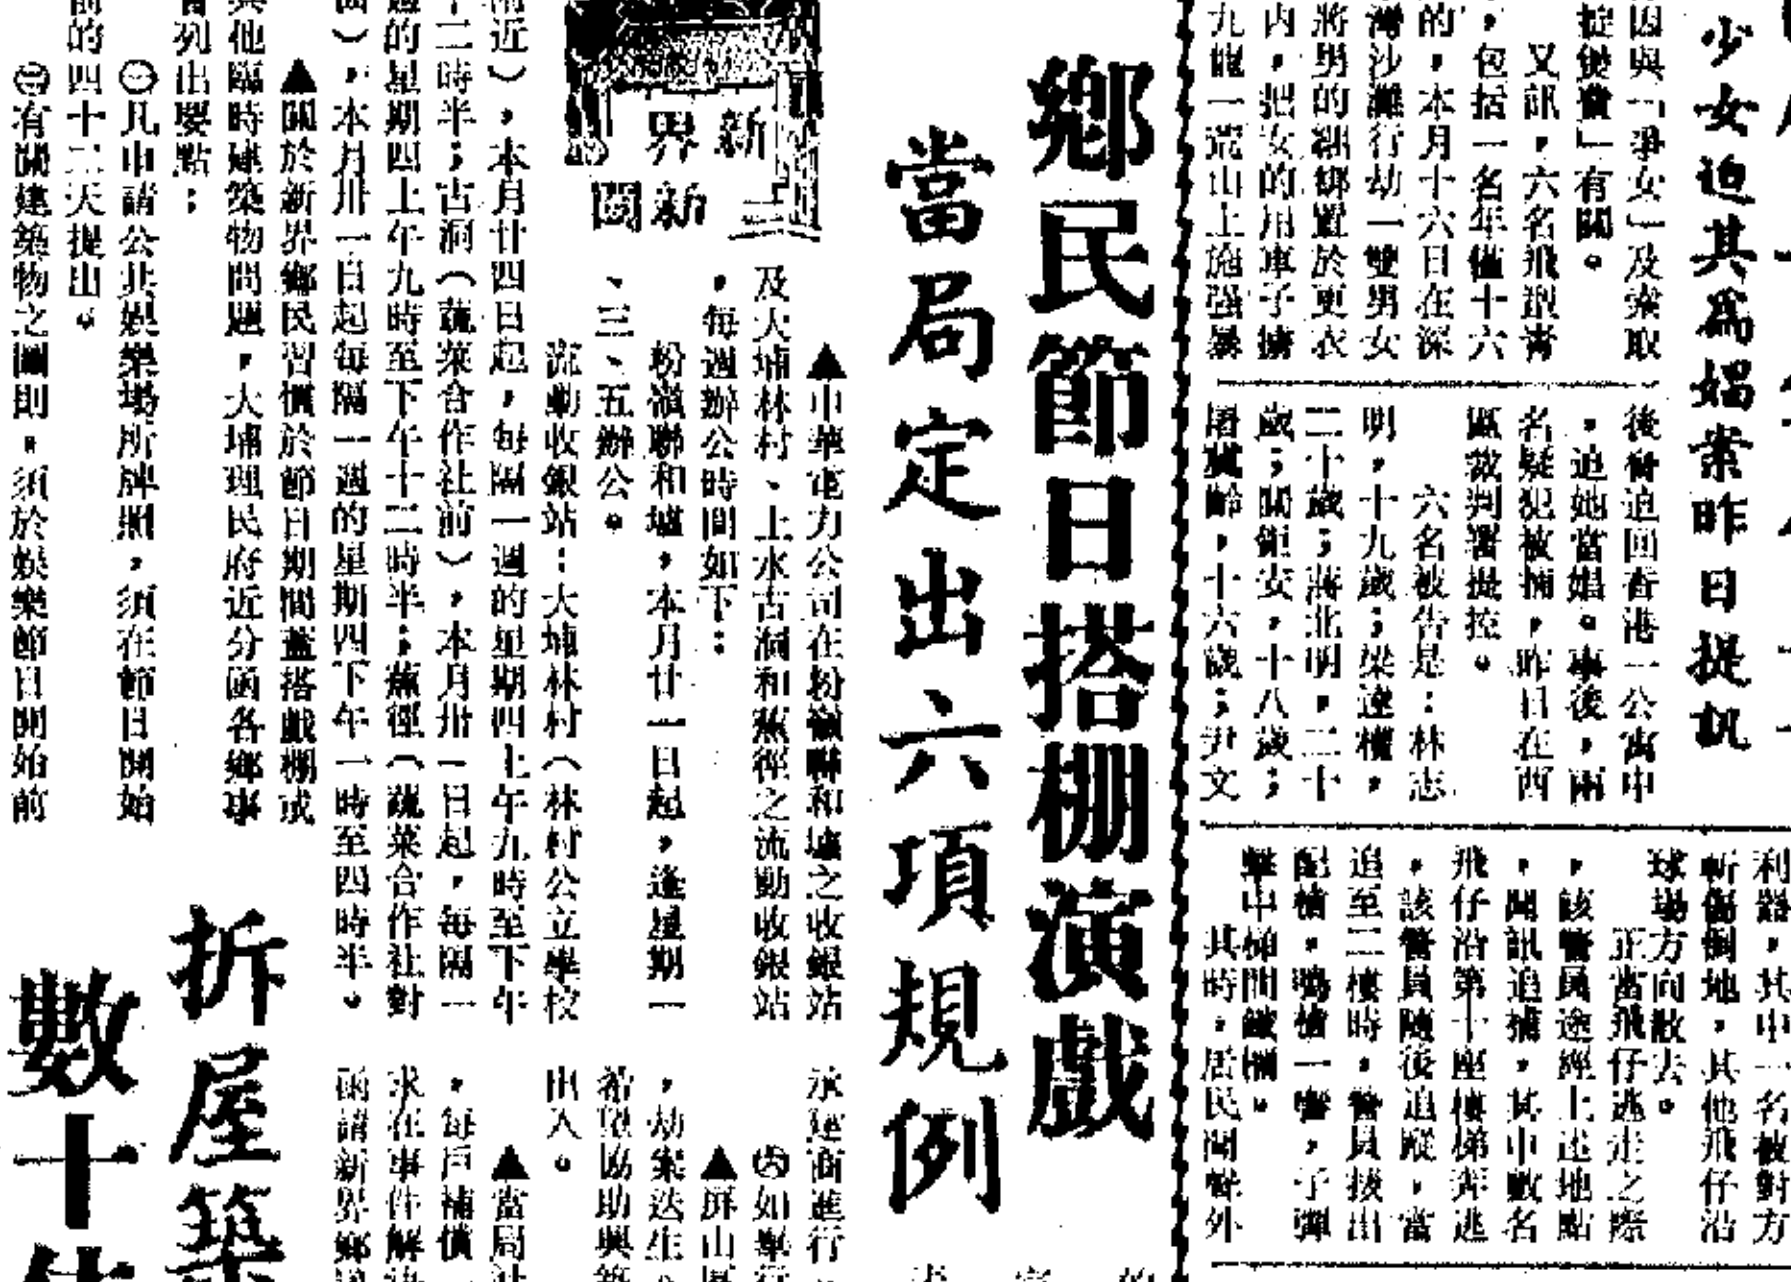 少女迫其為娼案昨日提訊
因與「爭女」及索取
有關。
又訊，六名飛型青
，包括一名年僅十六
的，本月十六日在深
灣沙灘行劫一雙男女
將男的綑綁置於更衣
內，把女的用車子擄
九龍一荒山上施强暴
後脅迫回香港一公寓中
，迫她當娼。事後，兩
名疑犯被捕，昨日在西
區裁判署提控。
六名被告是：林志
明，十九歲；梁達權，
二十歲；蔣北明，二十
歲；關鉅安，十八歲；
齡，十六歲；尹文
利器，其中一名被對方
斬傷倒地，其他飛仔沿
球塲方向散去。
正當飛仔逃走之際
，該警員途經上述地點
，聞訊追捕，其中數名
飛仔沿第十座樓梯奔逃
，該警員隨後追蹤，當
追至二樓時，警員拔出
配槍，鳴槍一響，子彈
擊中梯間鐵柵。
其時，居民聞聲外
鄉民節日搭棚演戲
當局定出六項規例
新界
新聞
▲中華電力公司在粉嶺聯和墟之收銀站
及大埔林村、上水古洞和蕉徑之流動收銀站
，每週辦公時間如下：
粉嶺聯和墟，本月廿一日起，逢星期一
、三、五辦公。
流動收銀站：大埔林村（林村公立學校
附近），本月廿四日起，每隔一週的星期四上午九時至下午
十二時半；古洞（蔬菜合作社前），本月卅一日起，每隔一
週的星期四上午九時至下午十二時半；蕉徑（蔬菜合作社對
面），本月卅一日起每隔一週的星期四下午一時至四時半。
▲關於新界鄉民習慣於節日期間蓋搭戲棚或
其他臨時建築物問題，大埔理民府近分函各鄉事
列出要點：
㊀凡申請公共娛樂塲所牌照，須在節日開始
前的四十二天提出。
㊁有關建築物之圖則，須於娛樂節日開始前
承建商進行
㊅如舉行
▲屏山
，劫案迭生，
希望協助興
出入。
▲當局
，每戶補償
求在事件解
函請新界鄉
拆屋築
數十